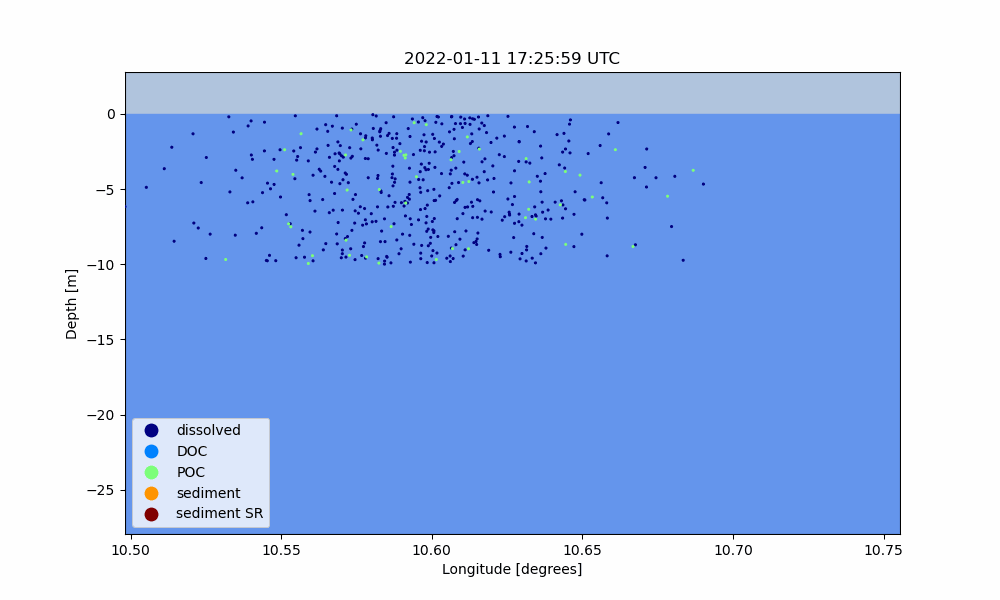 2022-01-11 17:25:59 UTC
0
−5
−10
−15
−20
−25
Depth [m]
dissolved
DOC
POC
sediment
sediment SR
10.50 10.55 10.60 10.65 10.70 10.75
Longitude [degrees]